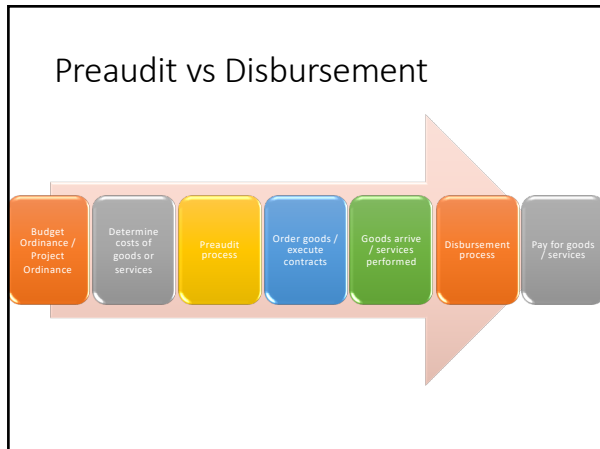 Preaudit vs Disbursement
Budget
Ordinance /
Project
Ordinance
Determine
costs of
goods or
services
Preaudit
process
Order goods /
execute
contracts
Goods arrive
/ services
performed
Disbursement
process
Pay for goods
/ services